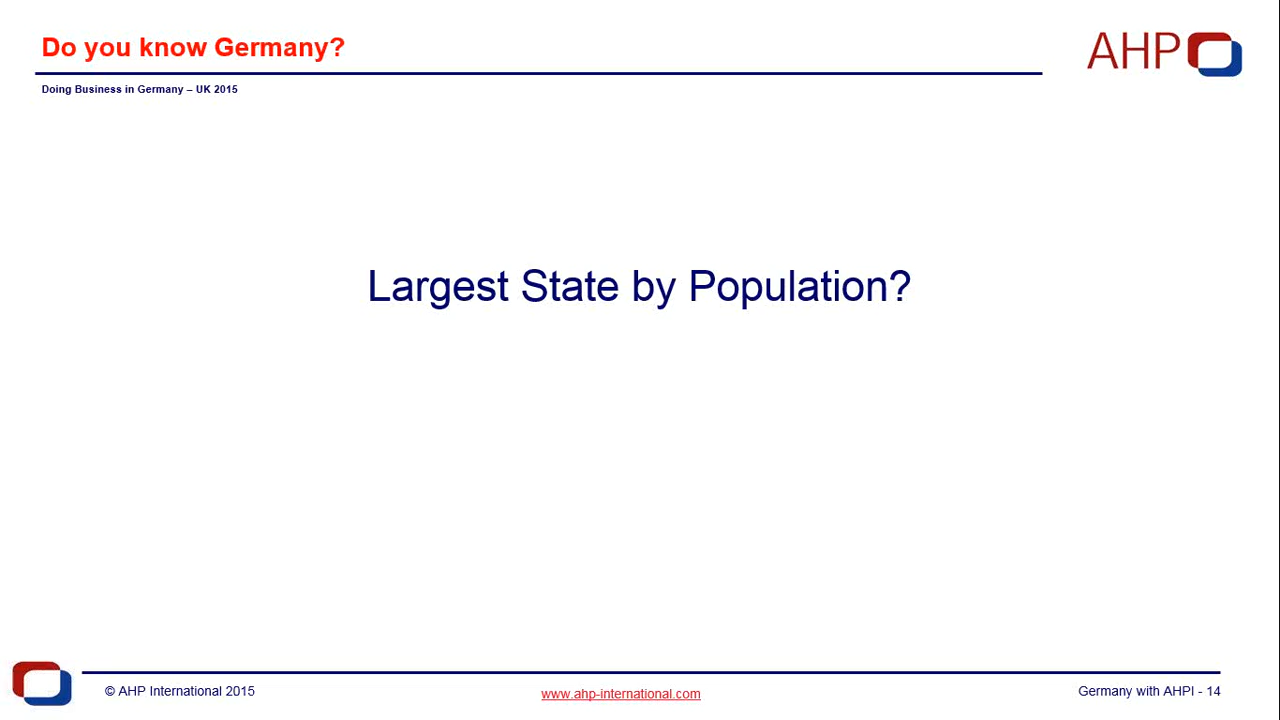 Do you know Germany?
AHP
Doing Business in Germany – UK 2015
Largest State by Population?
© AHP International 2015
www.ahp-international.com
Germany with AHPI - 14